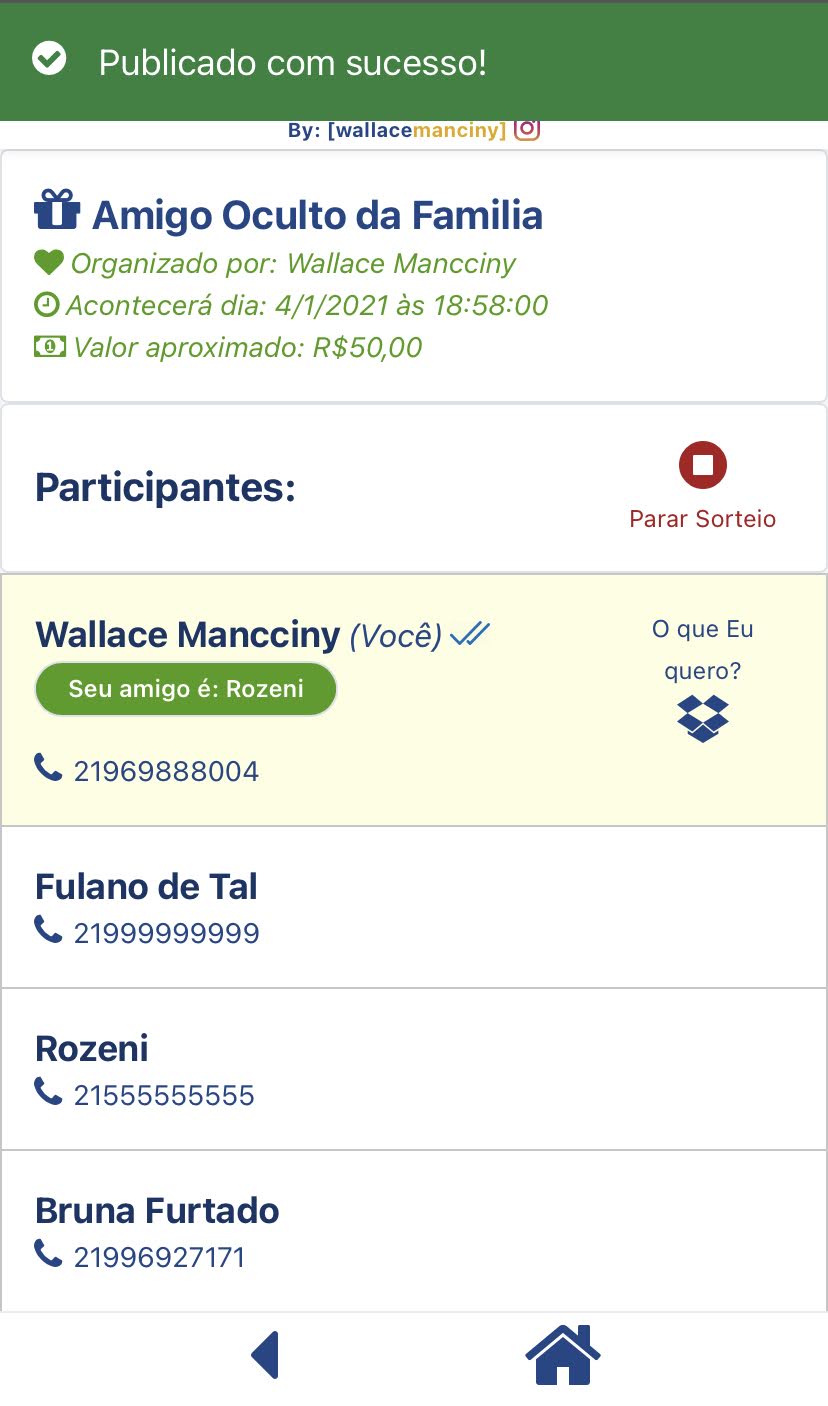 Publicado com sucesso!
By: [wallacemanciny]
Amigo Oculto da Familia
Organizado por: Wallace Mancciny
Acontecerá dia: 4/1/2021 às 18:58:00
Valor aproximado: R$50,00
Participantes:
Parar Sorteio
Wallace Mancciny (Você)
O que Eu
quero?
Seu amigo é: Rozeni
21969888004
Fulano de Tal
21999999999
Rozeni
21555555555
Bruna Furtado
21996927171